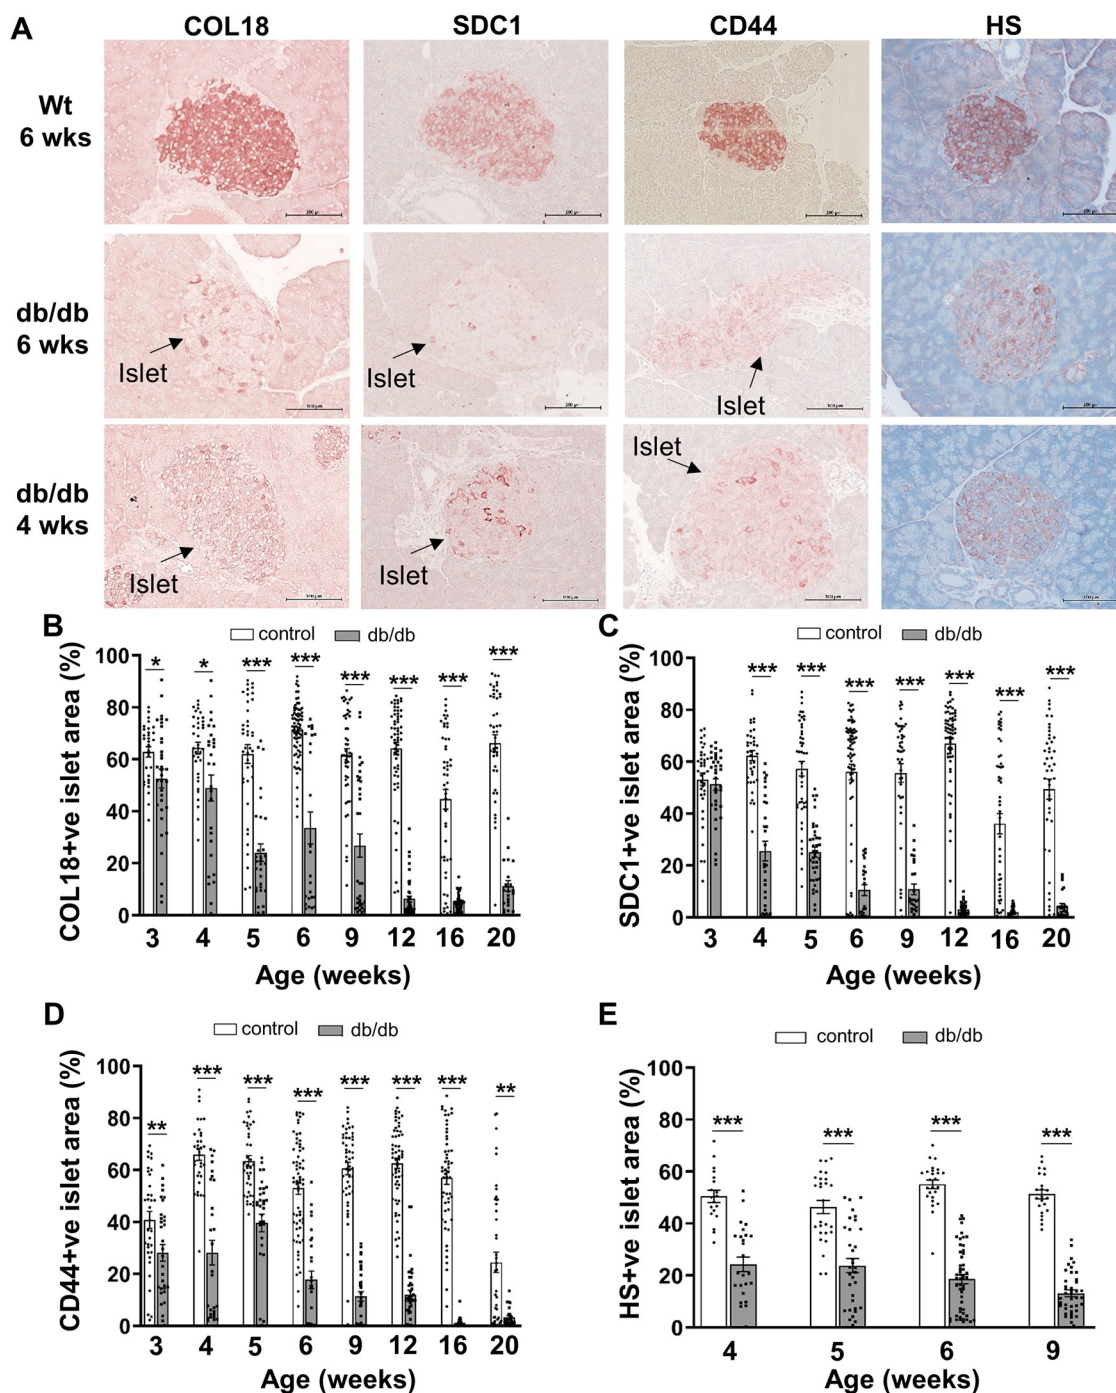 A
COL18
SDC1
CD44
HS
Wt
6 wks
db/db
6 wks
Islet
Islet
Islet
db/db
4 wks
Islet
Islet
Islet
B
control
db/db
COL18+ve islet area (%)
100
80
60
40
20
0
* * *** *** *** *** *** ***
3 4 5 6 9 12 16 20
Age (weeks)
C
control
db/db
SDC1+ve islet area (%)
100
80
60
40
20
0
*** *** *** *** *** *** ***
3 4 5 6 9 12 16 20
Age (weeks)
D
control
db/db
CD44+ve islet area (%)
100
80
60
40
20
0
** *** *** *** *** *** *** **
3 4 5 6 9 12 16 20
Age (weeks)
E
control
db/db
HS+ve islet area (%)
100
80
60
40
20
0
*** *** *** ***
4 5 6 9
Age (weeks)